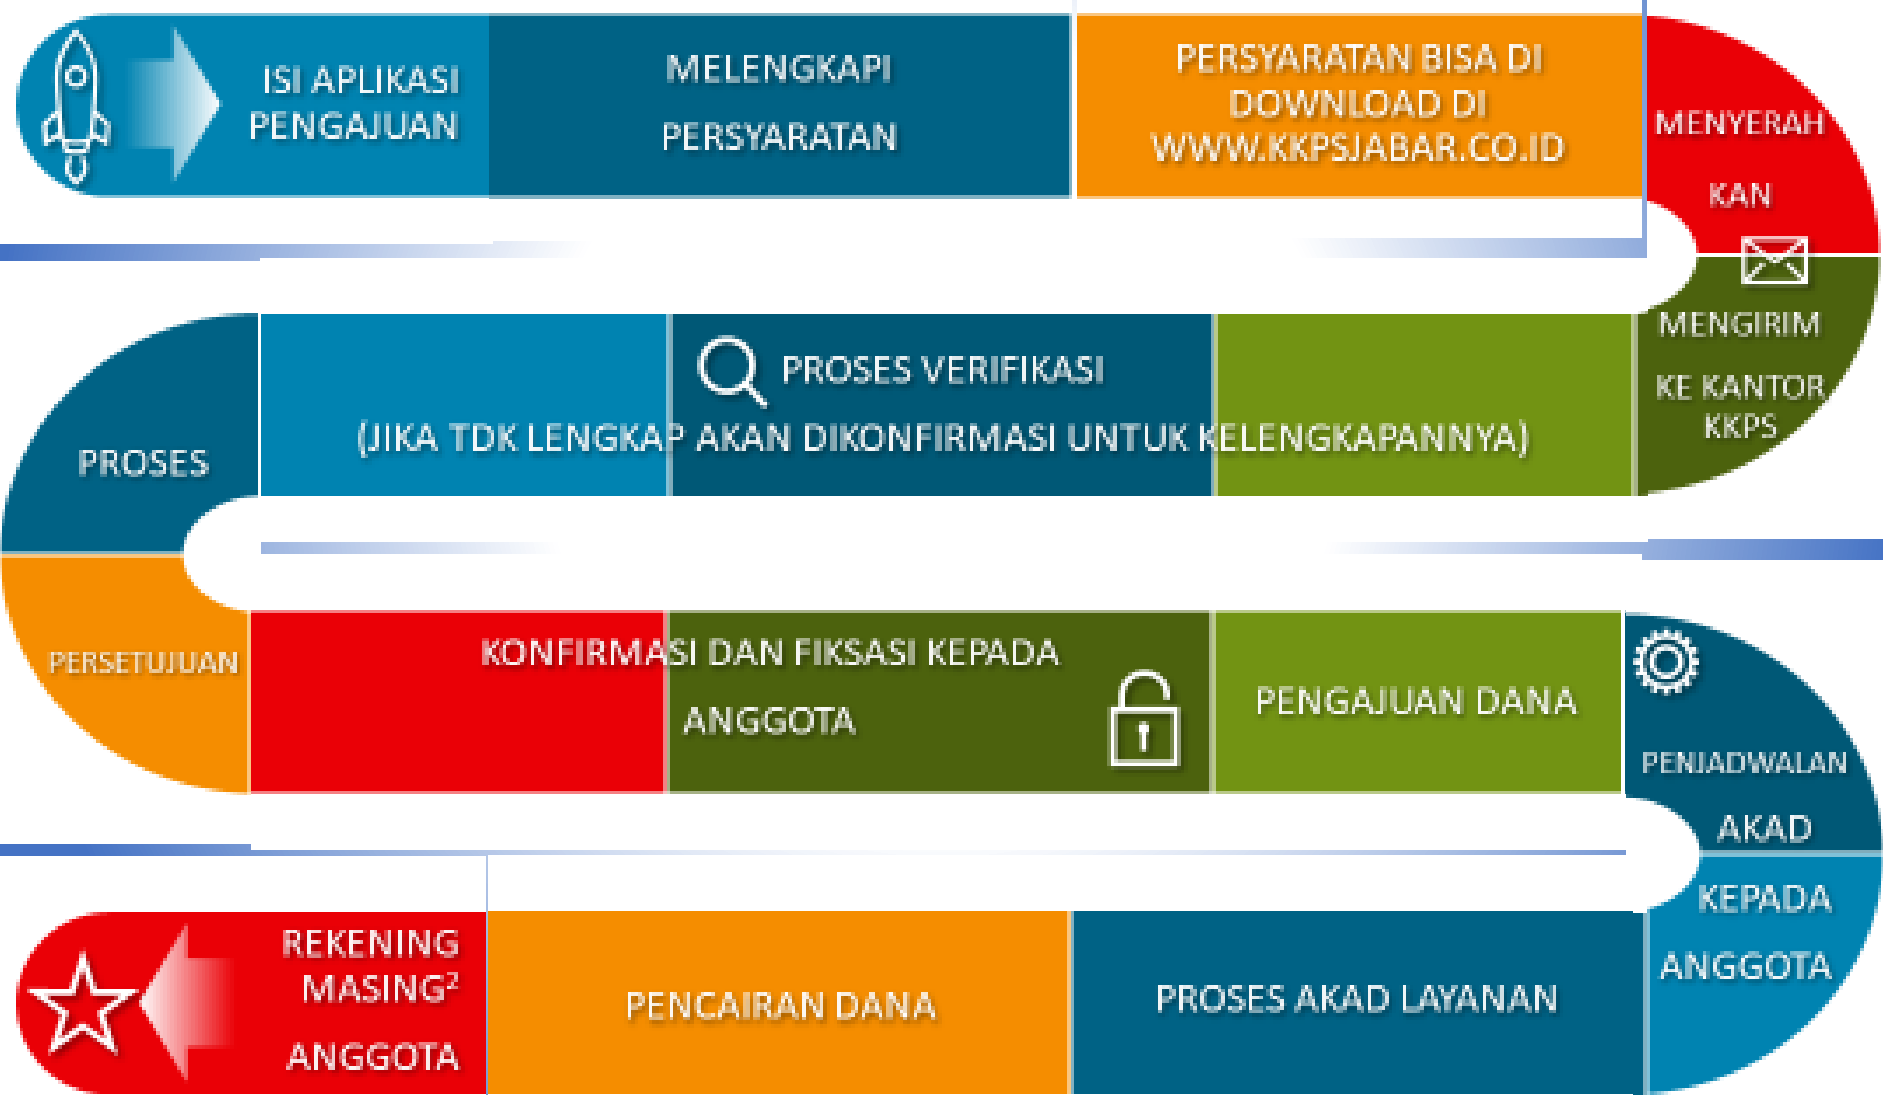 ISI APLIKASI
PENGAJUAN
MELENGKAPI
PERSYARATAN
PERSYARATAN BISA DI
DOWNLOAD DI
WWW.KKPSJABAR.CO.ID
MENYERAH
KAN
MENGIRIM
KE KANTOR
KKPS
PROSES VERIFIKASI
(JIKA TDK LENGKAP AKAN DIKONFIRMASI UNTUK KELENGKAPANNYA)
PROSES
PERSETUJUAN
KONFIRMASI DAN FIKSASI KEPADA
ANGGOTA
PENGAJUAN DANA
PENJADWALAN
AKAD
KEPADA
ANGGOTA
PROSES AKAD LAYANAN
PENCAIRAN DANA
REKENING
MASING²
ANGGOTA